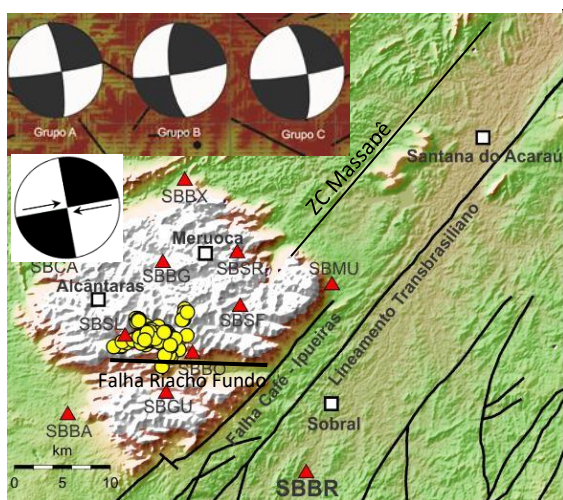 Grupo A
Grupo B
Grupo C
ZC Massapê
Santana do Acaraú
SBBX
Meruoca
SBCA
SBBG
SBSR
SBMU
Alcântaras
SBSF
SBSL
SBBO
Falha Riacho Fundo
Falha Café - Ipueiras
Lineamento Transbrasiliano
SBGU
SBBA
Sobral
km
0 5 10
SBBR